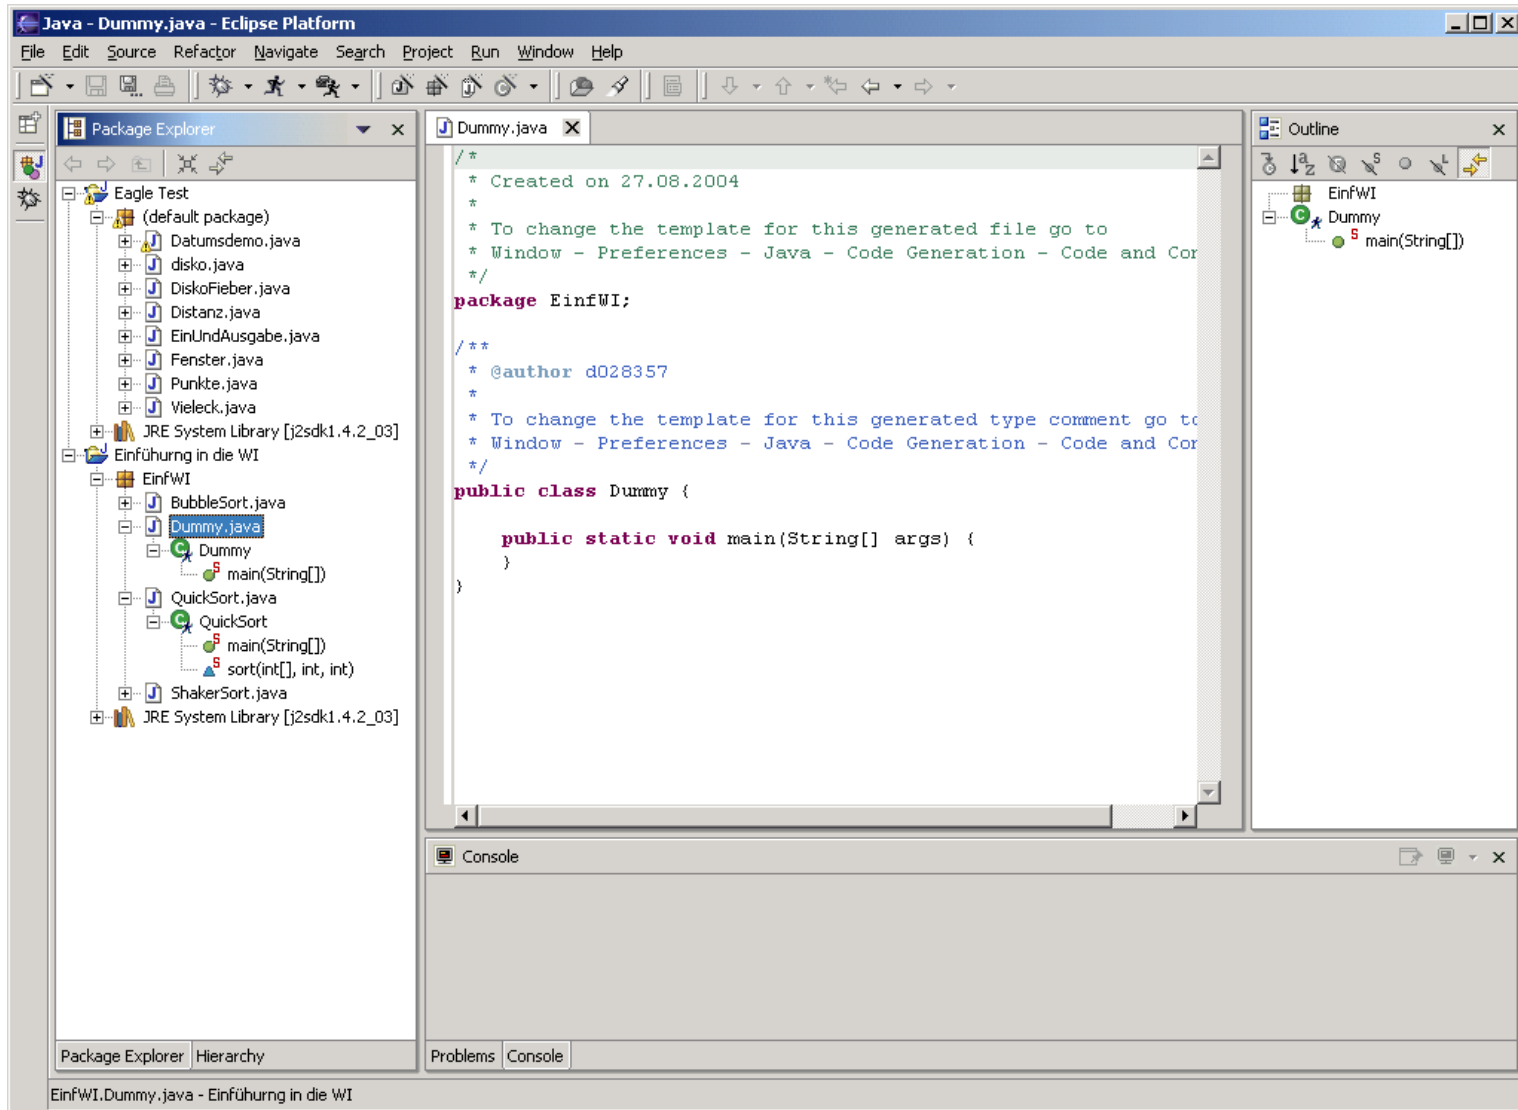 Java - Dummy.java - Eclipse Platform
File Edit Source Refactor Navigate Search Project Run Window Help
Package Explorer
Eagle Test
(default package)
Datumsdemo.java
disko.java
DiskoFieber.java
Distanz.java
EinUndAusgabe.java
Fenster.java
Punkte.java
Vieleck.java
JRE System Library [j2sdk1.4.2_03]
Einfühurng in die WI
EinfWI
BubbleSort.java
Dummy.java
Dummy
main(String[])
QuickSort.java
QuickSort
main(String[])
sort(int[], int, int)
ShakerSort.java
JRE System Library [j2sdk1.4.2_03]
Package Explorer Hierarchy
Dummy.java
/*
* Created on 27.08.2004
*
* To change the template for this generated file go to
* Window - Preferences - Java - Code Generation - Code and Cor
*/
package EinfWI;
/**
* @author d028357
*
* To change the template for this generated type comment go to
* Window - Preferences - Java - Code Generation - Code and Cor
*/
public class Dummy {
public static void main(String[] args) {
}
}
Outline
EinfWI
Dummy
main(String[])
Console
Problems Console
EinfWI.Dummy.java - Einfühurng in die WI